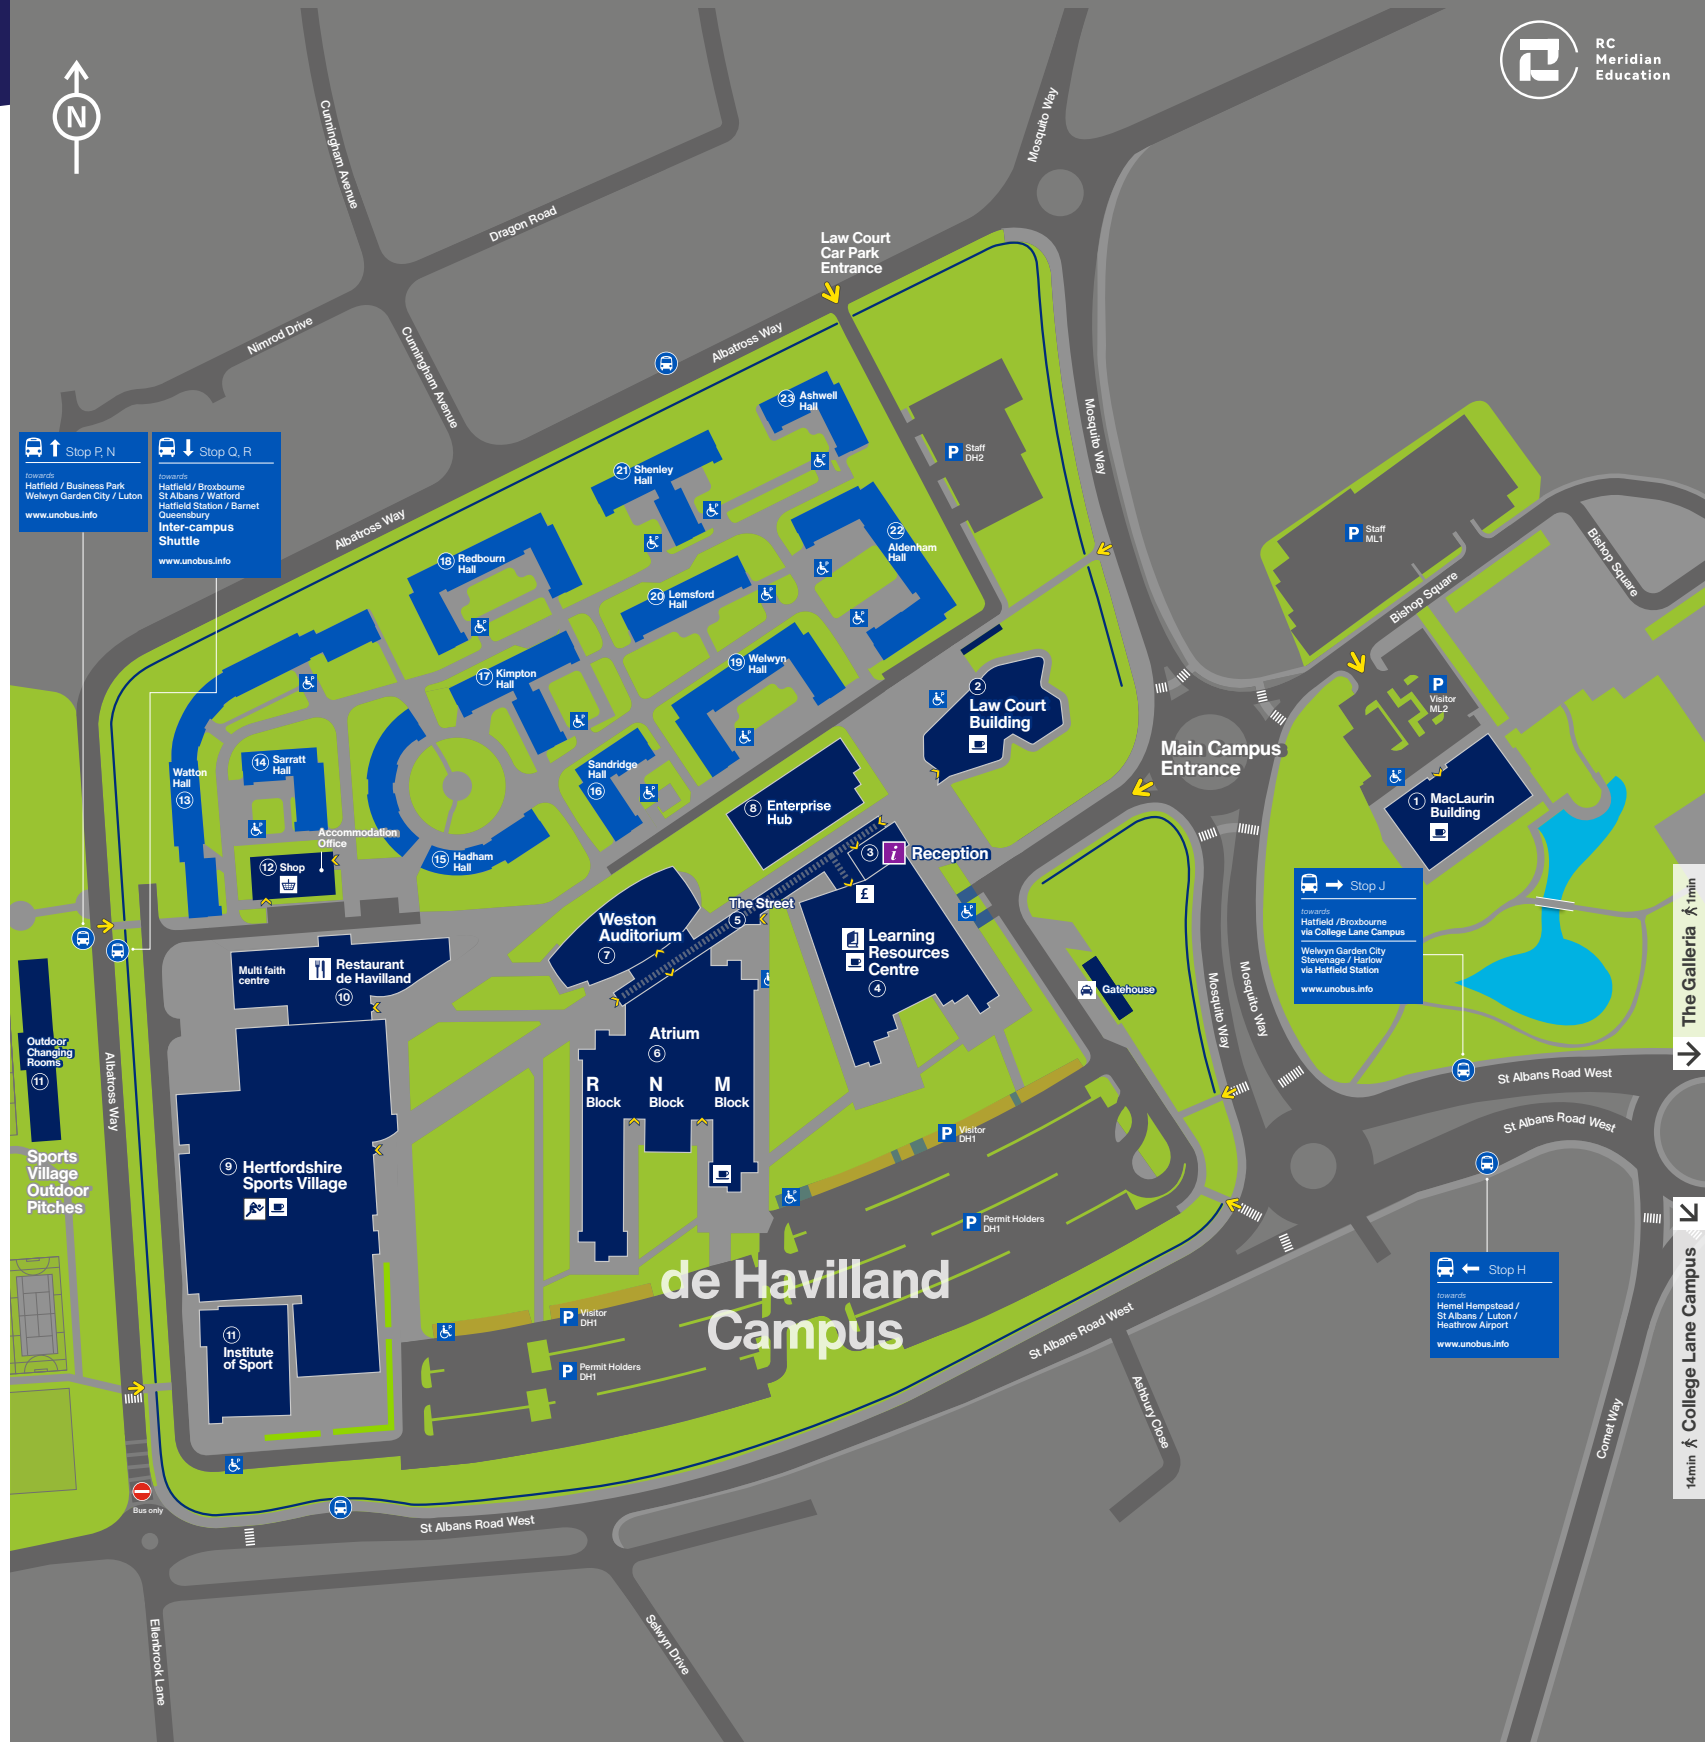 RC
Meridian
Education
N
Cunningham Avenue
Mosquito Way
Dragon Road
Law Court
Car Park
Entrance
Nimrod Drive
Cunningham Avenue
Albatross Way
23 Ashwell
Hall
Mosquito Way
Stop P, N
towards
Hatfield / Business Park
Welwyn Garden City / Luton
www.unobus.info
Stop Q, R
towards
Hatfield / Broxbourne
St Albans / Watford
Hatfield Station / Barnet
Queensbury
Inter-campus
Shuttle
www.unobus.info
P Staff
DH2
21 Shenley
Hall
Albatross Way
22
Aldenham
Hall
P Staff
ML1
Bishop Square
Bishop Square
18 Redbourn
Hall
20 Lemsford
Hall
19 Welwyn
Hall
17 Kimpton
Hall
2
Law Court
Building
P
Visitor
ML2
Main Campus
Entrance
Watton
Hall
13
14 Sarratt
Hall
Sandridge
Hall
16
8 Enterprise
Hub
1 MacLaurin
Building
Accommodation
Office
12 Shop
15 Hadham
Hall
3 i Reception
£
The Street
5
Weston
Auditorium
7
Learning
Resources
Centre
4
Stop J
towards
Hatfield /Broxbourne
via College Lane Campus
Welwyn Garden City
Stevenage / Harlow
via Hatfield Station
www.unobus.info
The Galleria 1min
Multi faith
centre
Restaurant
de Havilland
10
Gatehouse
Mosquito Way
Mosquito Way
Outdoor
Changing
Rooms
11
Albatross Way
Atrium
6
R
Block
N
Block
M
Block
St Albans Road West
St Albans Road West
P Visitor
DH1
Sports
Village
Outdoor
Pitches
9 Hertfordshire
Sports Village
P Permit Holders
DH1
de Havilland
Campus
Stop H
towards
Hemel Hempstead /
St Albans / Luton /
Heathrow Airport
www.unobus.info
14min College Lane Campus
P Visitor
DH1
P Permit Holders
DH1
11
Institute
of Sport
St Albans Road West
Ashbury Close
Comet Way
Bus only
St Albans Road West
Ellenbrook Lane
Selwyn Drive